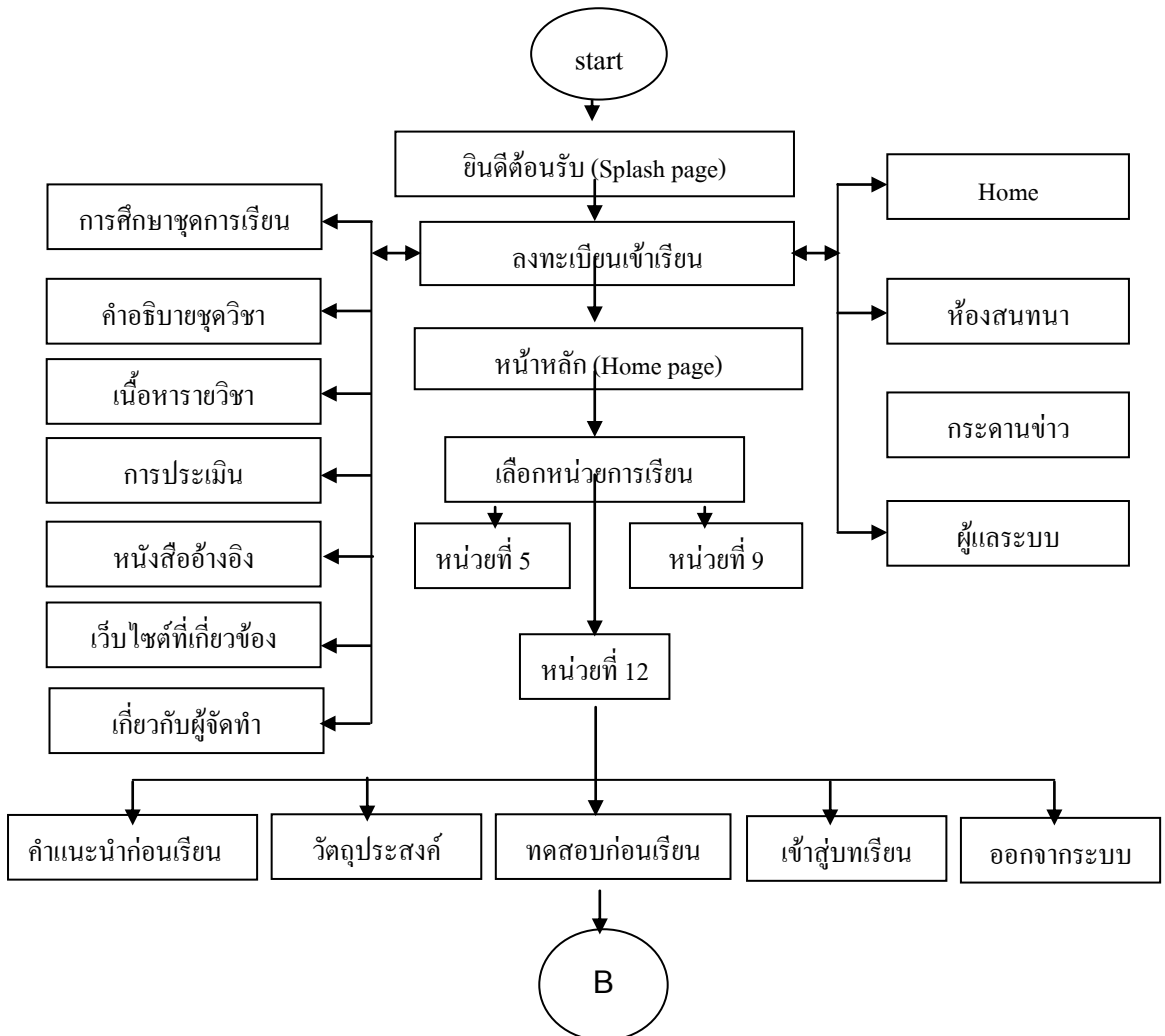 start
ยินดีต้อนรับ (Splash page)
การศึกษาชุดการเรียน
ลงทะเบียนเข้าเรียน
Home
คำอธิบายชุดวิชา
หน้าหลัก (Home page)
ห้องสนทนา
เนื้อหารายวิชา
กระดานข่าว
การประเมิน
เลือกหน่วยการเรียน
ผู้แลระบบ
หนังสืออ้างอิง
หน่วยที่ 5
หน่วยที่ 9
เว็บไซต์ที่เกี่ยวข้อง
หน่วยที่ 12
เกี่ยวกับผู้จัดทำ
คำแนะนำก่อนเรียน
วัตถุประสงค์
ทดสอบก่อนเรียน
เข้าสู่บทเรียน
ออกจากระบบ
B